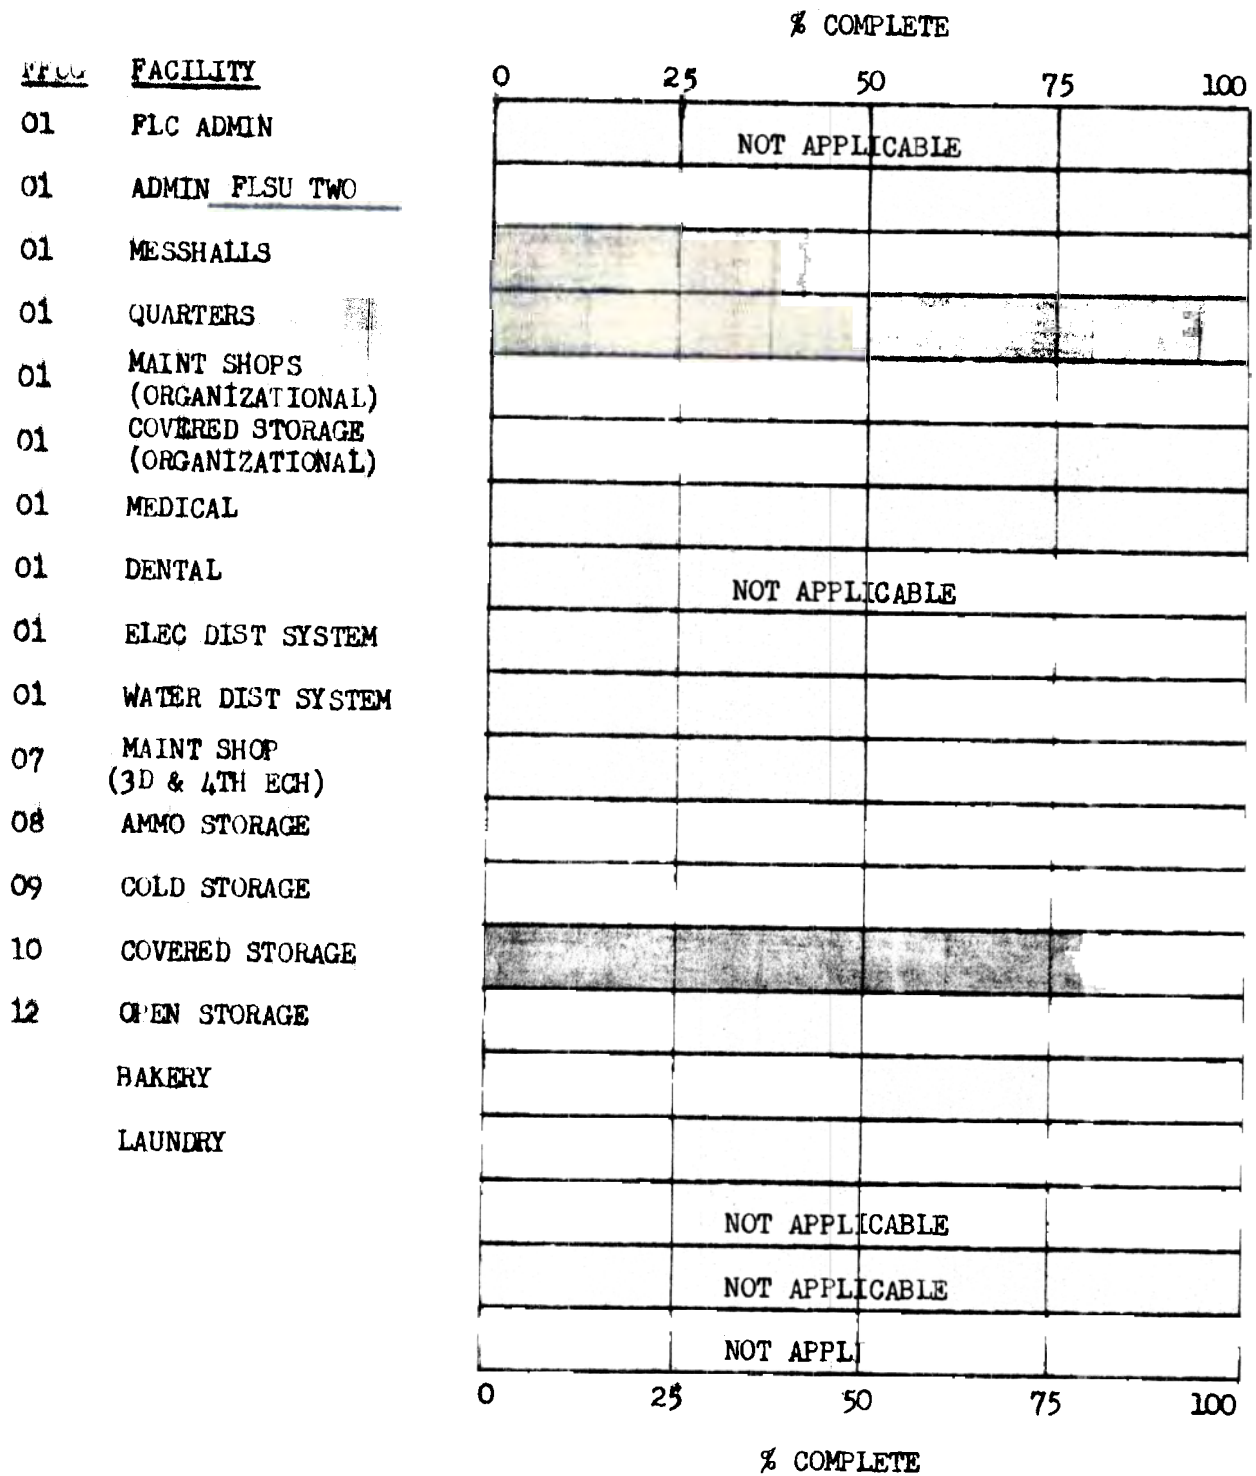 % COMPLETE
FACILITY
0 25 50 75 100
01 FLC ADMIN
NOT APPLICABLE
01 ADMIN FLSU TWO
01 MESSHALLS
01 QUARTERS
01 MAINT SHOPS
(ORGANIZATIONAL)
01 COVERED STORAGE
(ORGANIZATIONAL)
01 MEDICAL
01 DENTAL
NOT APPLICABLE
01 ELEC DIST SYSTEM
01 WATER DIST SYSTEM
07 MAINT SHOP
(3D & 4TH ECH)
08 AMMO STORAGE
09 COLD STORAGE
10 COVERED STORAGE
12 OPEN STORAGE
BAKERY
LAUNDRY
NOT APPLICABLE
NOT APPLICABLE
NOT APPLI
0 25 50 75 100
% COMPLETE